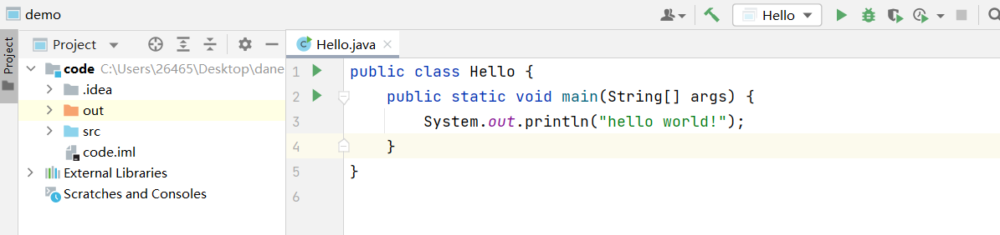 demo
Hello
Project
Project
Hello.java
code C:\Users\26465\Desktop\dane
.idea
out
src
code.iml
External Libraries
Scratches and Consoles
1 public class Hello {
2 public static void main(String[] args) {
3 System.out.println("hello world!");
4 }
5 }
6